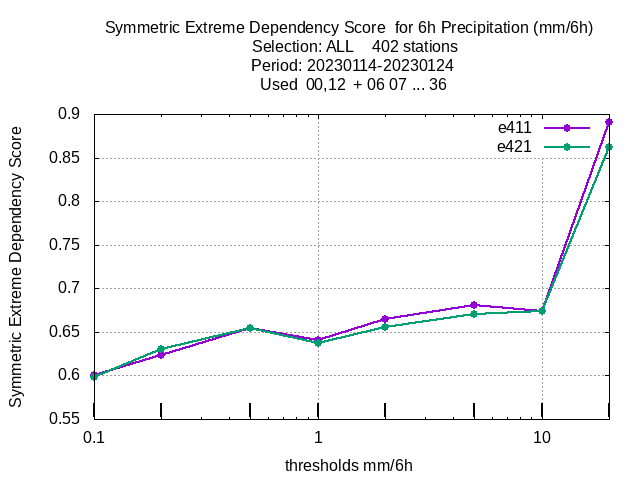 Symmetric Extreme Dependency Score  for 6h Precipitation (mm/6h)
Selection: ALL    402 stations
Period: 20230114-20230124
Used  00,12  + 06 07 ... 36
e411
e421
0.9
0.85
0.8
0.75
0.7
0.65
0.6
0.55
Symmetric Extreme Dependency Score
0.1 1 10
thresholds mm/6h